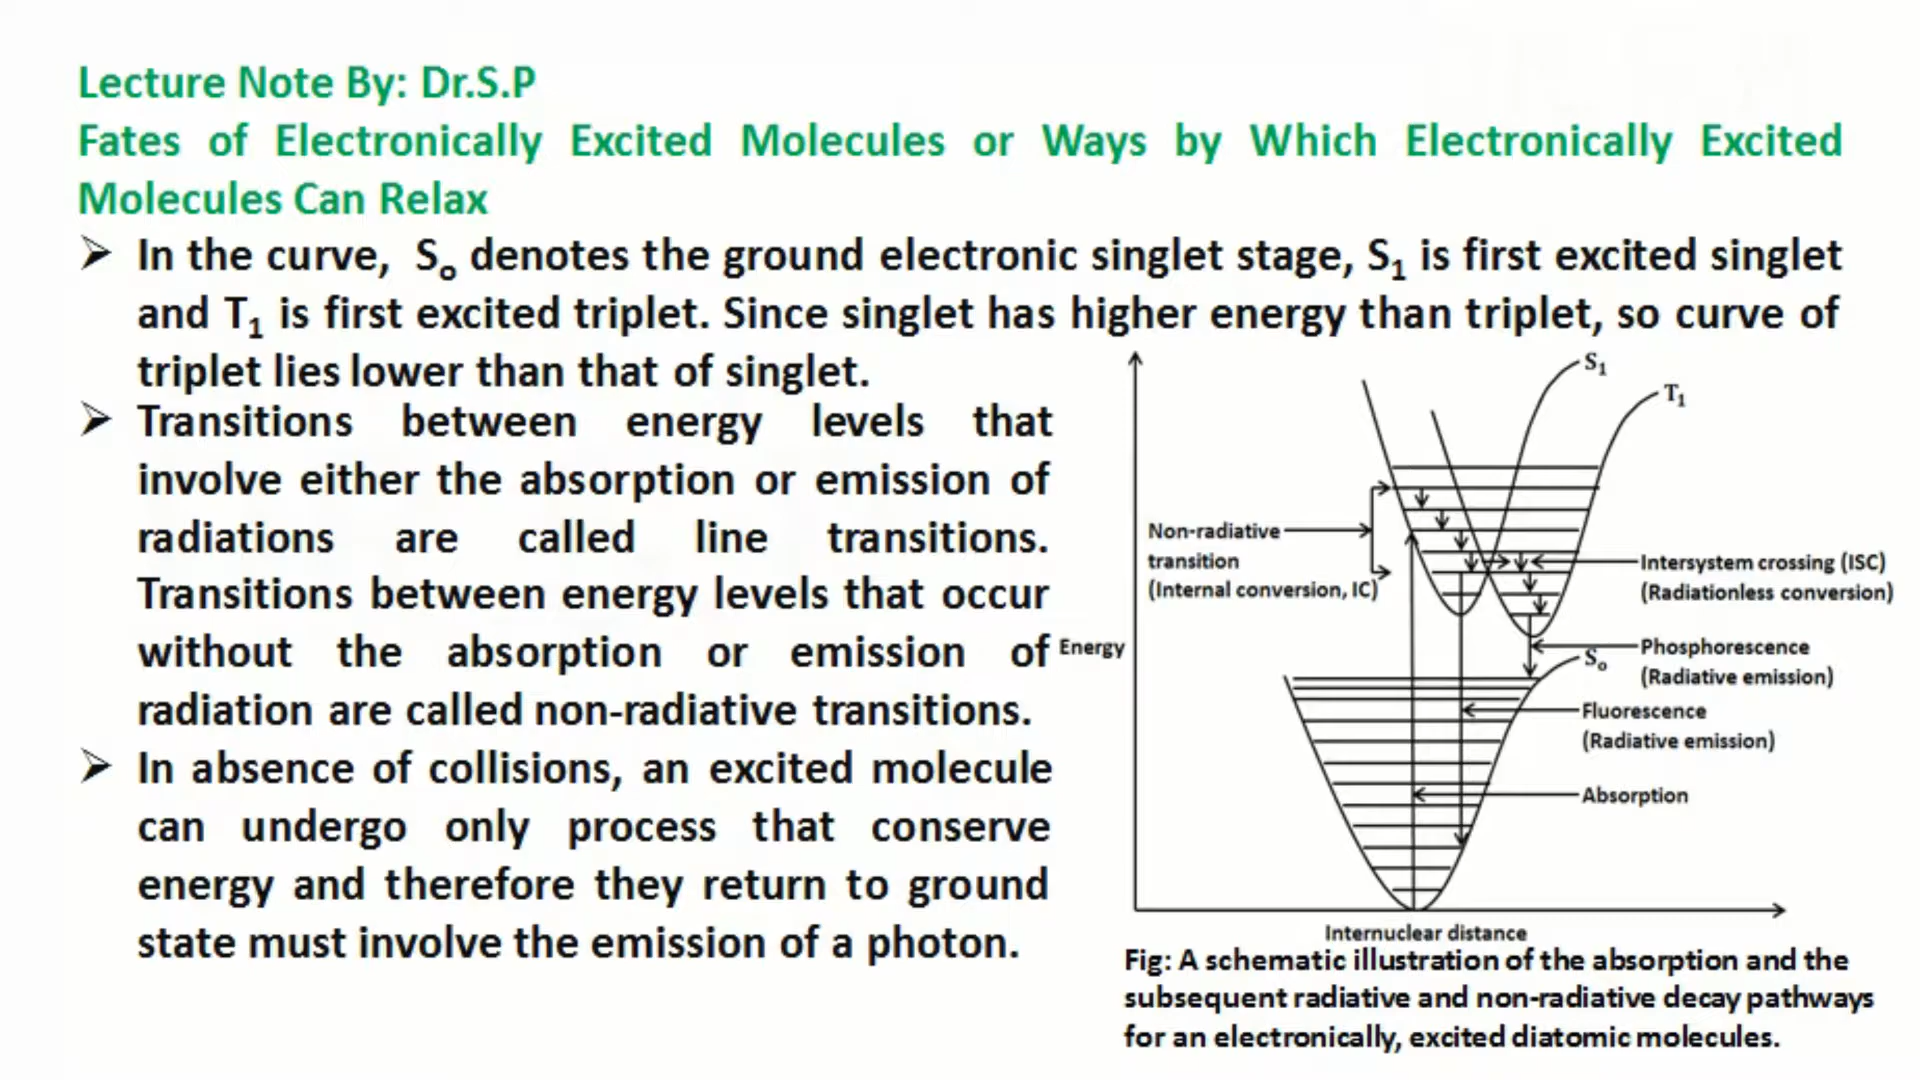 Lecture Note By: Dr.S.P
Fates of Electronically Excited Molecules or Ways by Which Electronically Excited
Molecules Can Relax
➢ In the curve, Sₒ denotes the ground electronic singlet stage, S₁ is first excited singlet
and T₁ is first excited triplet. Since singlet has higher energy than triplet, so curve of
triplet lies lower than that of singlet.
➢ Transitions between energy levels that
involve either the absorption or emission of
radiations are called line transitions.
Transitions between energy levels that occur
without the absorption or emission of
radiation are called non-radiative transitions.
➢ In absence of collisions, an excited molecule
can undergo only process that conserve
energy and therefore they return to ground
state must involve the emission of a photon.
S₁
T₁
Non-radiative
transition
(Internal conversion, IC)
Intersystem crossing (ISC)
(Radiationless conversion)
Energy
Phosphorescence
(Radiative emission)
Sₒ
Fluorescence
(Radiative emission)
Absorption
Internuclear distance
Fig: A schematic illustration of the absorption and the
subsequent radiative and non-radiative decay pathways
for an electronically, excited diatomic molecules.